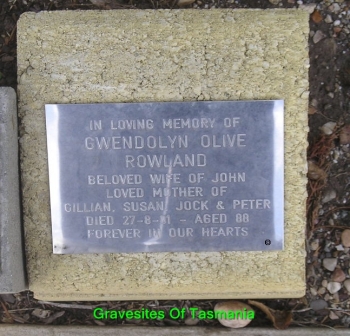 IN LOVING MEMORY OF
GWENDOLYN OLIVE
ROWLAND
BELOVED WIFE OF JOHN
LOVED MOTHER OF
GILLIAN, SUSAN, JOCK & PETER
DIED 27-8-11 - AGED 88
FOREVER IN OUR HEARTS
Gravesites Of Tasmania